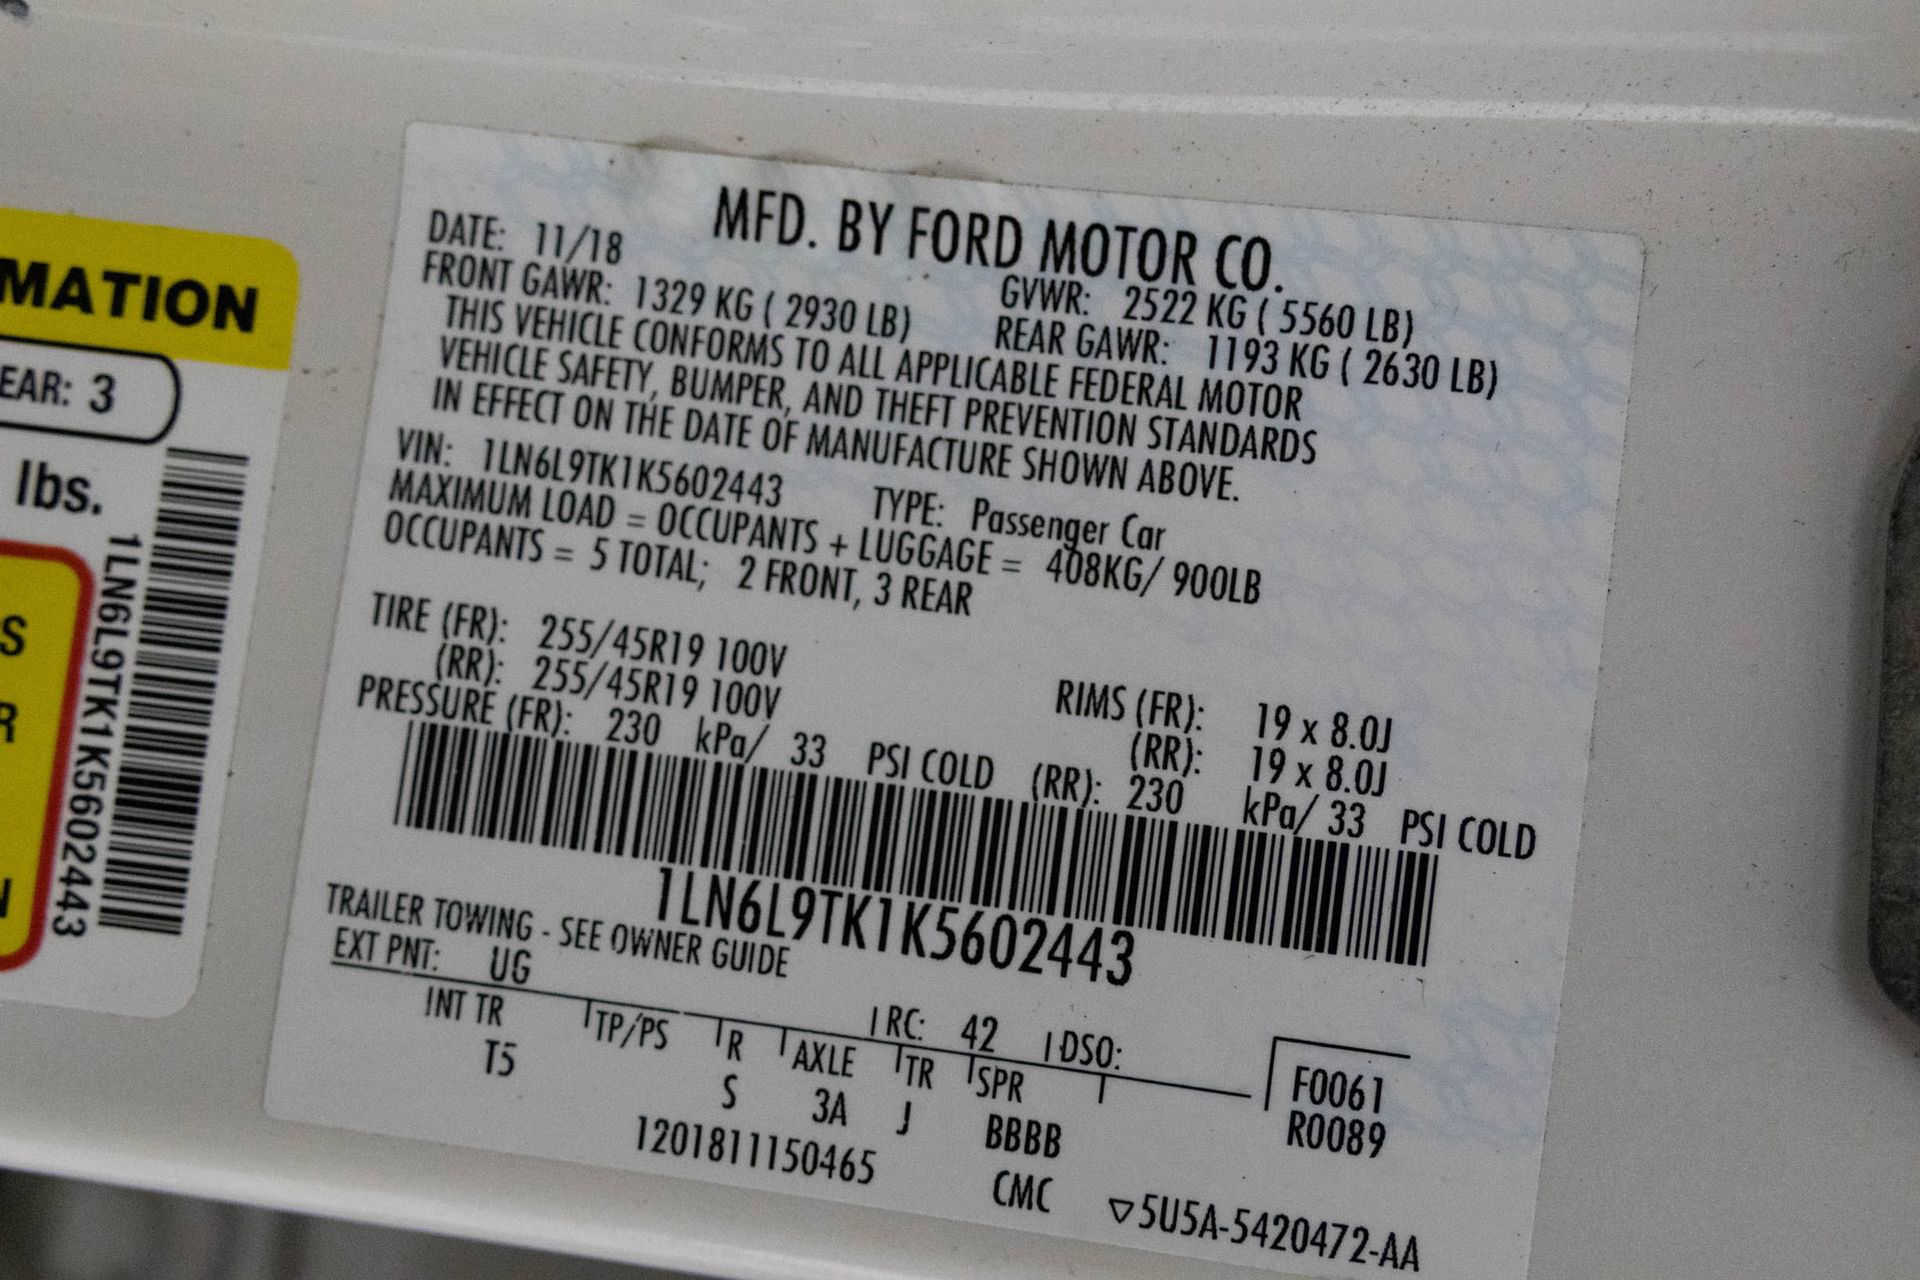 MATION
EAR: 3
lbs.
1LN6L9TK1K5602443
S
R
N
MFD. BY FORD MOTOR CO.
DATE: 11/18 GVWR: 2522 KG ( 5560 LB)
FRONT GAWR: 1329 KG ( 2930 LB) REAR GAWR: 1193 KG ( 2630 LB)
THIS VEHICLE CONFORMS TO ALL APPLICABLE FEDERAL MOTOR
VEHICLE SAFETY, BUMPER, AND THEFT PREVENTION STANDARDS
IN EFFECT ON THE DATE OF MANUFACTURE SHOWN ABOVE.
VIN: 1LN6L9TK1K5602443 TYPE: Passenger Car
MAXIMUM LOAD = OCCUPANTS + LUGGAGE = 408KG/ 900LB
OCCUPANTS = 5 TOTAL; 2 FRONT, 3 REAR
TIRE (FR): 255/45R19 100V RIMS (FR): 19 x 8.0J
(RR): 255/45R19 100V (RR): 19 x 8.0J
PRESSURE (FR): 230 kPa/ 33 PSI COLD (RR): 230 kPa/ 33 PSI COLD
1LN6L9TK1K5602443
TRAILER TOWING - SEE OWNER GUIDE
EXT PNT: UG RC: 42 DSO:
INT TR TP/PS R AXLE TR SPR
T5 S 3A J BBBB
F0061
R0089
1201811150465 CMC ▽5U5A-5420472-AA